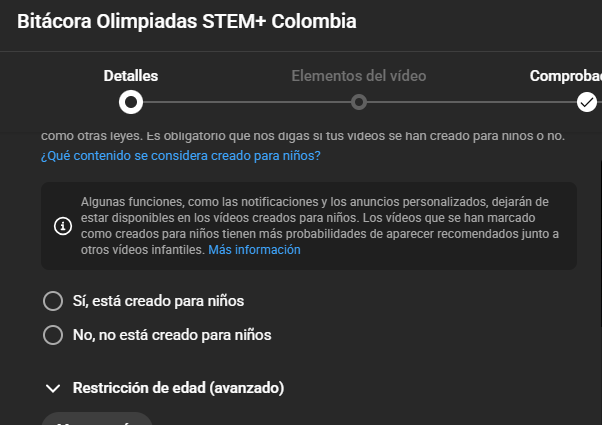 Bitácora Olimpiadas STEM+ Colombia
Detalles
Elementos del vídeo
como otras leyes. Es obligatorio que nos digas si tus vídeos se han creado para niños o no.
¿Qué contenido se considera creado para niños?
Algunas funciones, como las notificaciones y los anuncios personalizados, dejarán de
estar disponibles en los vídeos creados para niños. Los vídeos que se han marcado
como creados para niños tienen más probabilidades de aparecer recomendados junto a
otros vídeos infantiles. Más información
Sí, está creado para niños
No, no está creado para niños
Restricción de edad (avanzado)